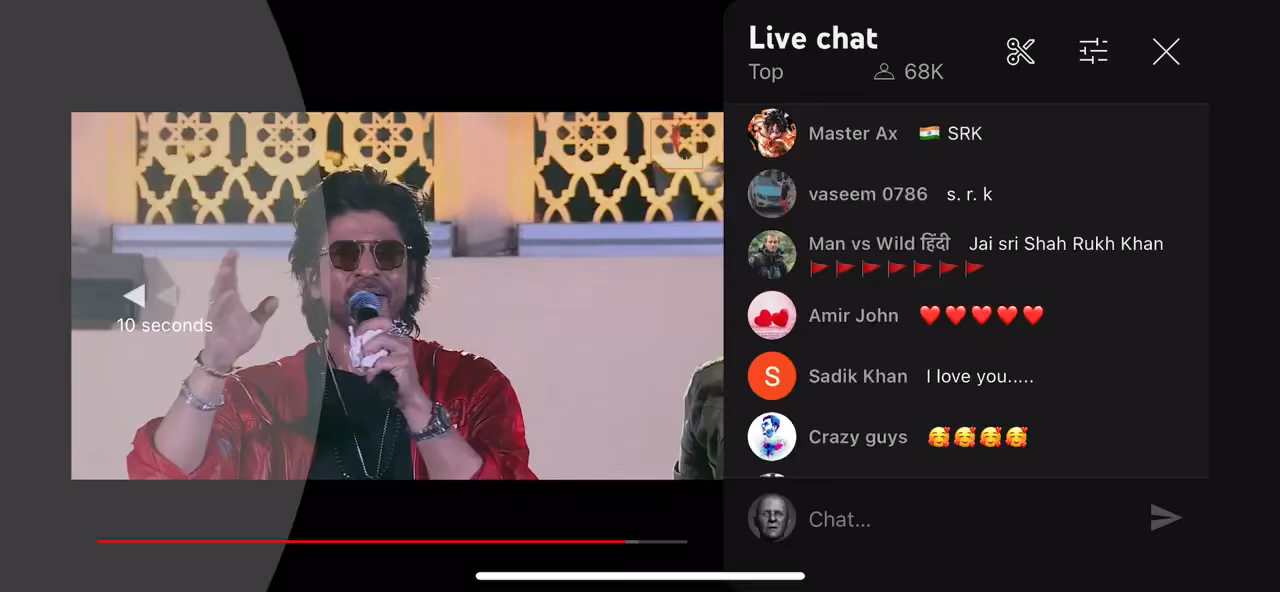 Live chat
Top 68K
Master Ax 🇮🇳 SRK
vaseem 0786 s. r. k
Man vs Wild हिंदी Jai sri Shah Rukh Khan
🚩🚩🚩🚩🚩🚩🚩
Amir John ❤️❤️❤️❤️❤️
10 seconds
S Sadik Khan I love you.....
Crazy guys 🥰🥰🥰🥰
Chat...